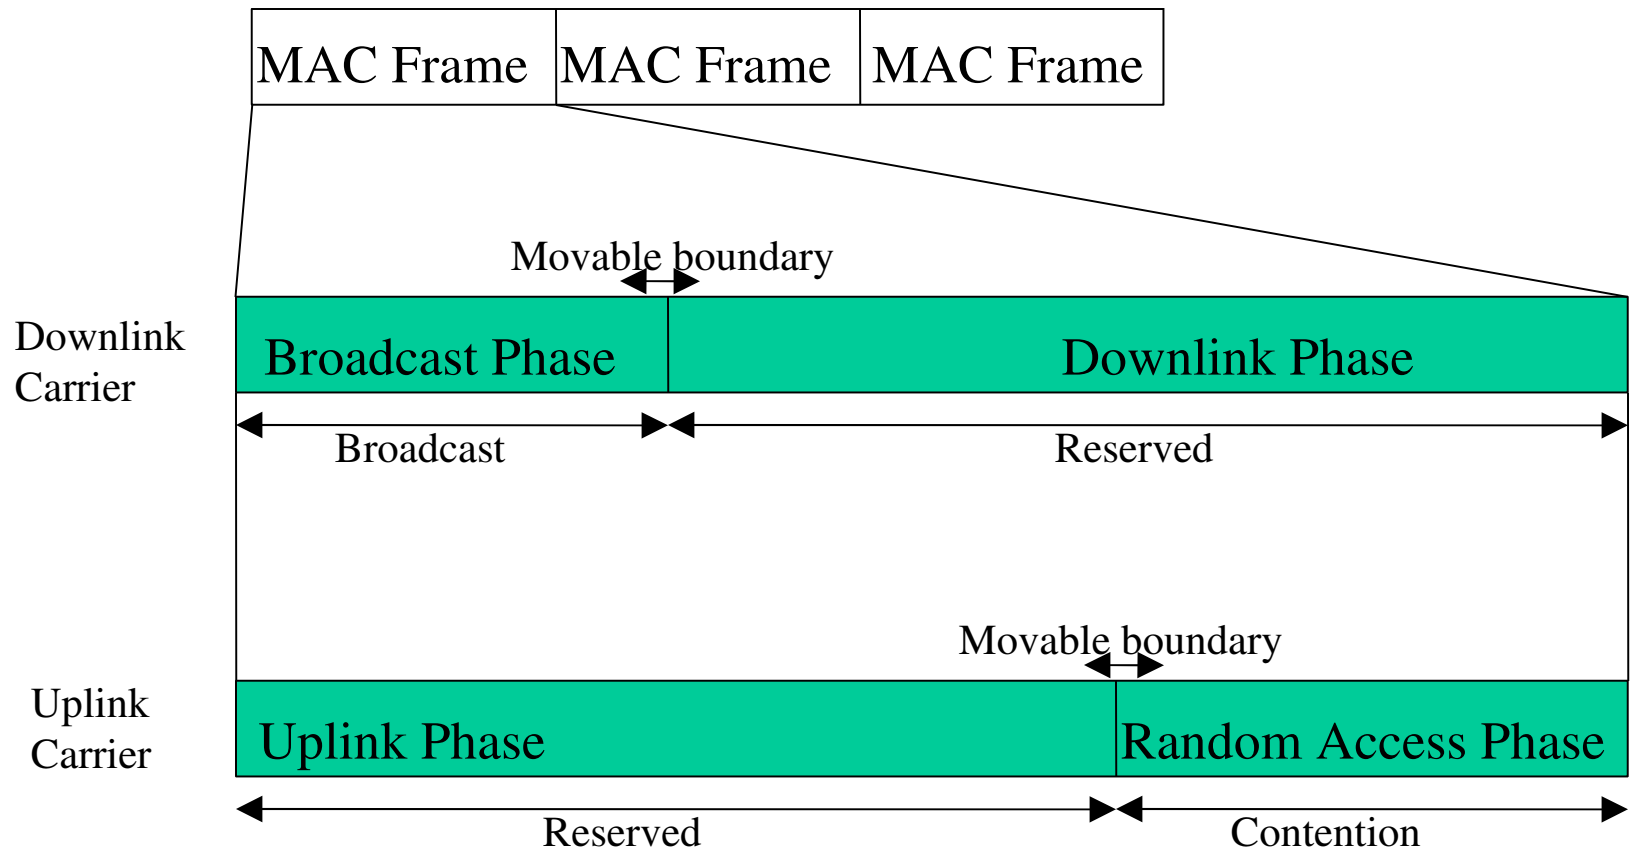 MAC Frame MAC Frame MAC Frame
Movable boundary
Downlink
Carrier
Broadcast Phase Downlink Phase
Broadcast Reserved
Movable boundary
Uplink
Carrier
Uplink Phase Random Access Phase
Reserved Contention